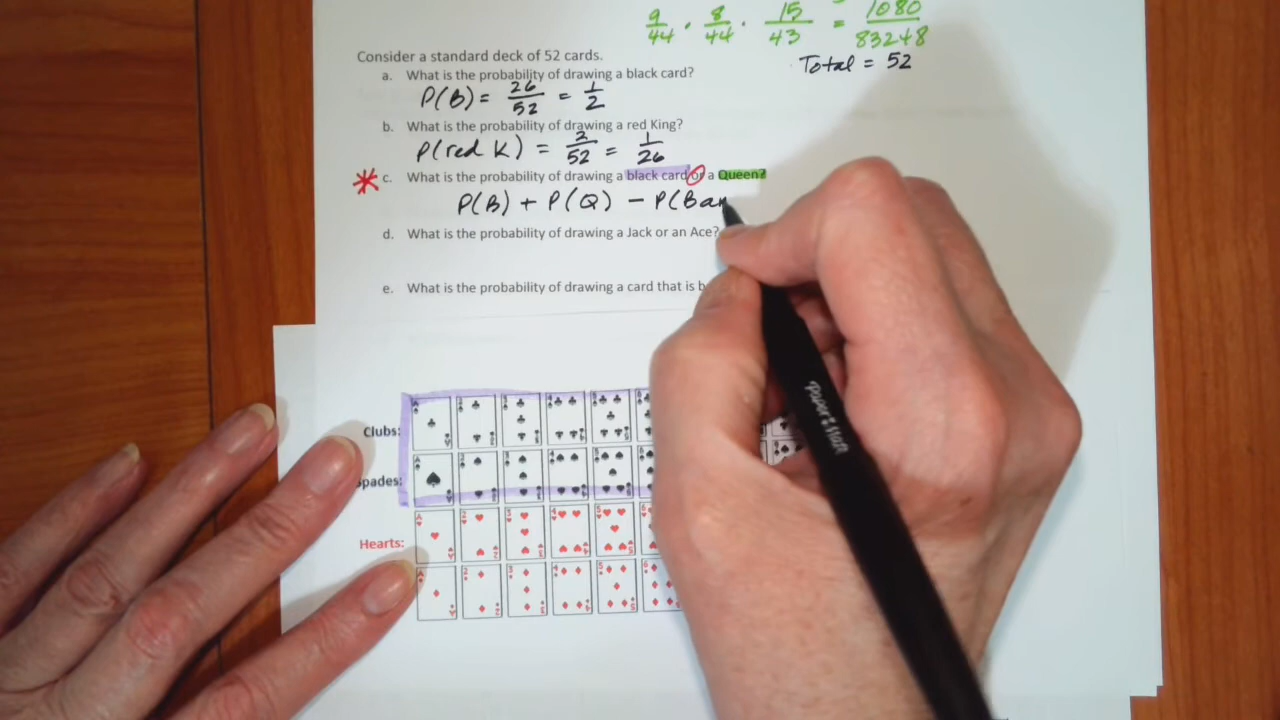 9/44 · 8/44 · 15/43 = 1080/83248
Consider a standard deck of 52 cards.
Total = 52
a. What is the probability of drawing a black card?
P(B) = 26/52 = 1/2
b. What is the probability of drawing a red King?
P(red K) = 2/52 = 1/26
* c. What is the probability of drawing a black card or a Queen?
P(B) + P(Q) - P(B an
d. What is the probability of drawing a Jack or an Ace?
e. What is the probability of drawing a card that is b
Paper Mate
Clubs:
Spades:
Hearts: